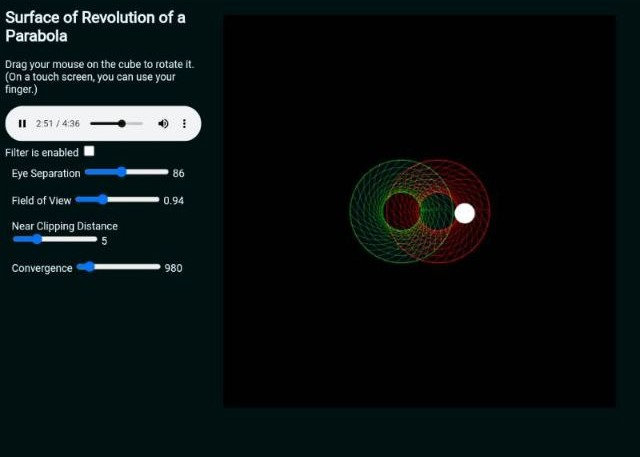 Surface of Revolution of a
Parabola
Drag your mouse on the cube to rotate it.
(On a touch screen, you can use your
finger.)
2:51 / 4:36
Filter is enabled
Eye Separation 86
Field of View 0.94
Near Clipping Distance
5
Convergence 980